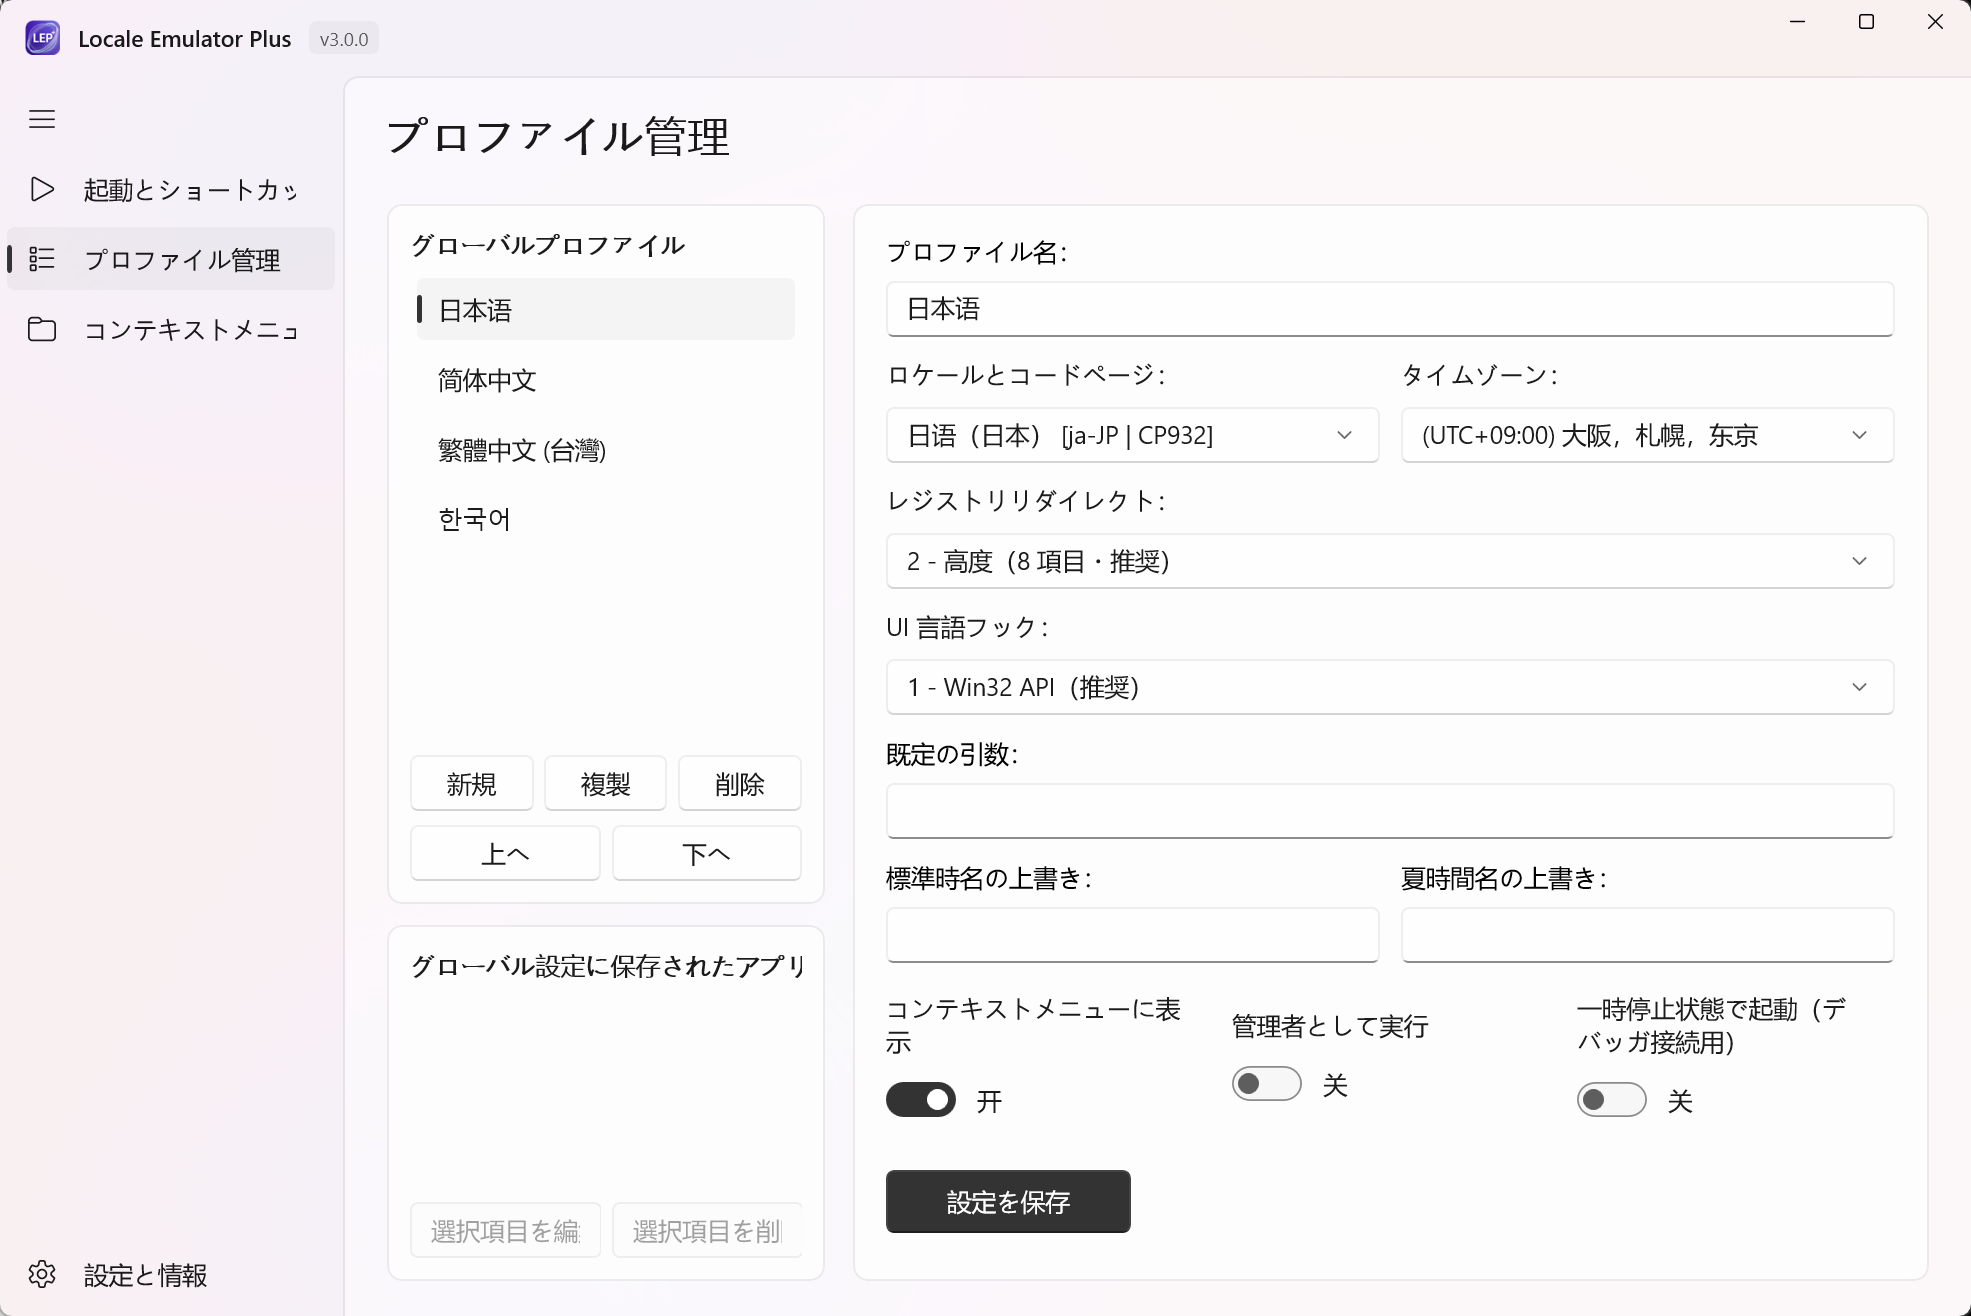 Locale Emulator Plus v3.0.0
起動とショートカッ
プロファイル管理
コンテキストメニュ
設定と情報
プロファイル管理
グローバルプロファイル
日本语
简体中文
繁體中文 (台灣)
한국어
新規 複製 削除
上へ 下へ
グローバル設定に保存されたアプリ
選択項目を編 選択項目を削
プロファイル名:
日本语
ロケールとコードページ: タイムゾーン:
日语（日本） [ja-JP | CP932] (UTC+09:00) 大阪，札幌，东京
レジストリリダイレクト:
2 - 高度（8 項目・推奨）
UI 言語フック:
1 - Win32 API（推奨）
既定の引数:
標準時名の上書き: 夏時間名の上書き:
コンテキストメニューに表
示
开
管理者として実行
关
一時停止状態で起動（デ
バッガ接続用）
关
設定を保存